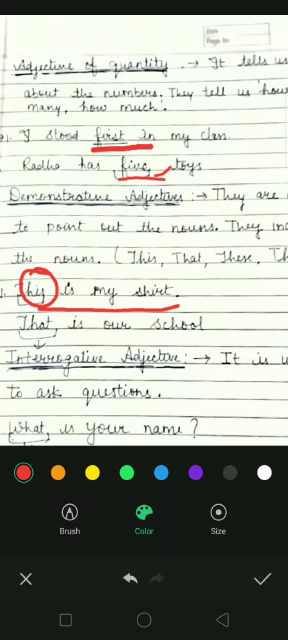 Date
Page No
Adjective of quantity. → It tells us
about the numbers. They tell us 'how
many, how much'.
1. I stood first in my class
Radha has five toys
Demonstrative Adjectives :→ They are
to point out the nouns. They
the nouns. (This, That, These,
This is my shirt.
That, is our school
Interrogative Adjective: → It is
to ask questions.
What, is your name?
Brush
Color
Size